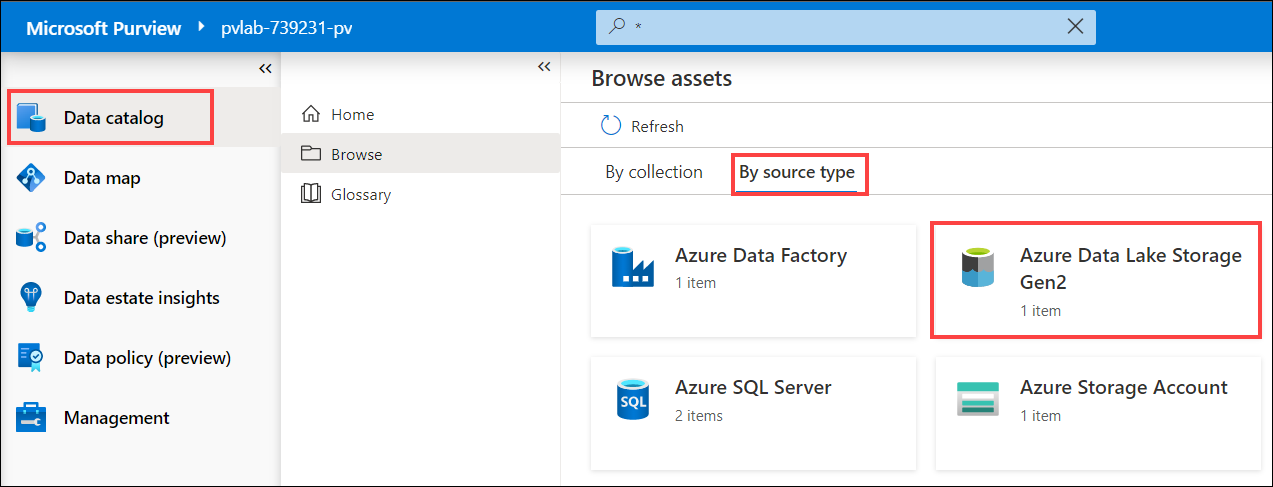 Microsoft Purview pvlab-739231-pv
*
Data catalog
Data map
Data share (preview)
Data estate insights
Data policy (preview)
Management
Home
Browse
Glossary
Browse assets
Refresh
By collection By source type
Azure Data Factory
1 item
Azure Data Lake Storage
Gen2
1 item
SQL
Azure SQL Server
2 items
Azure Storage Account
1 item